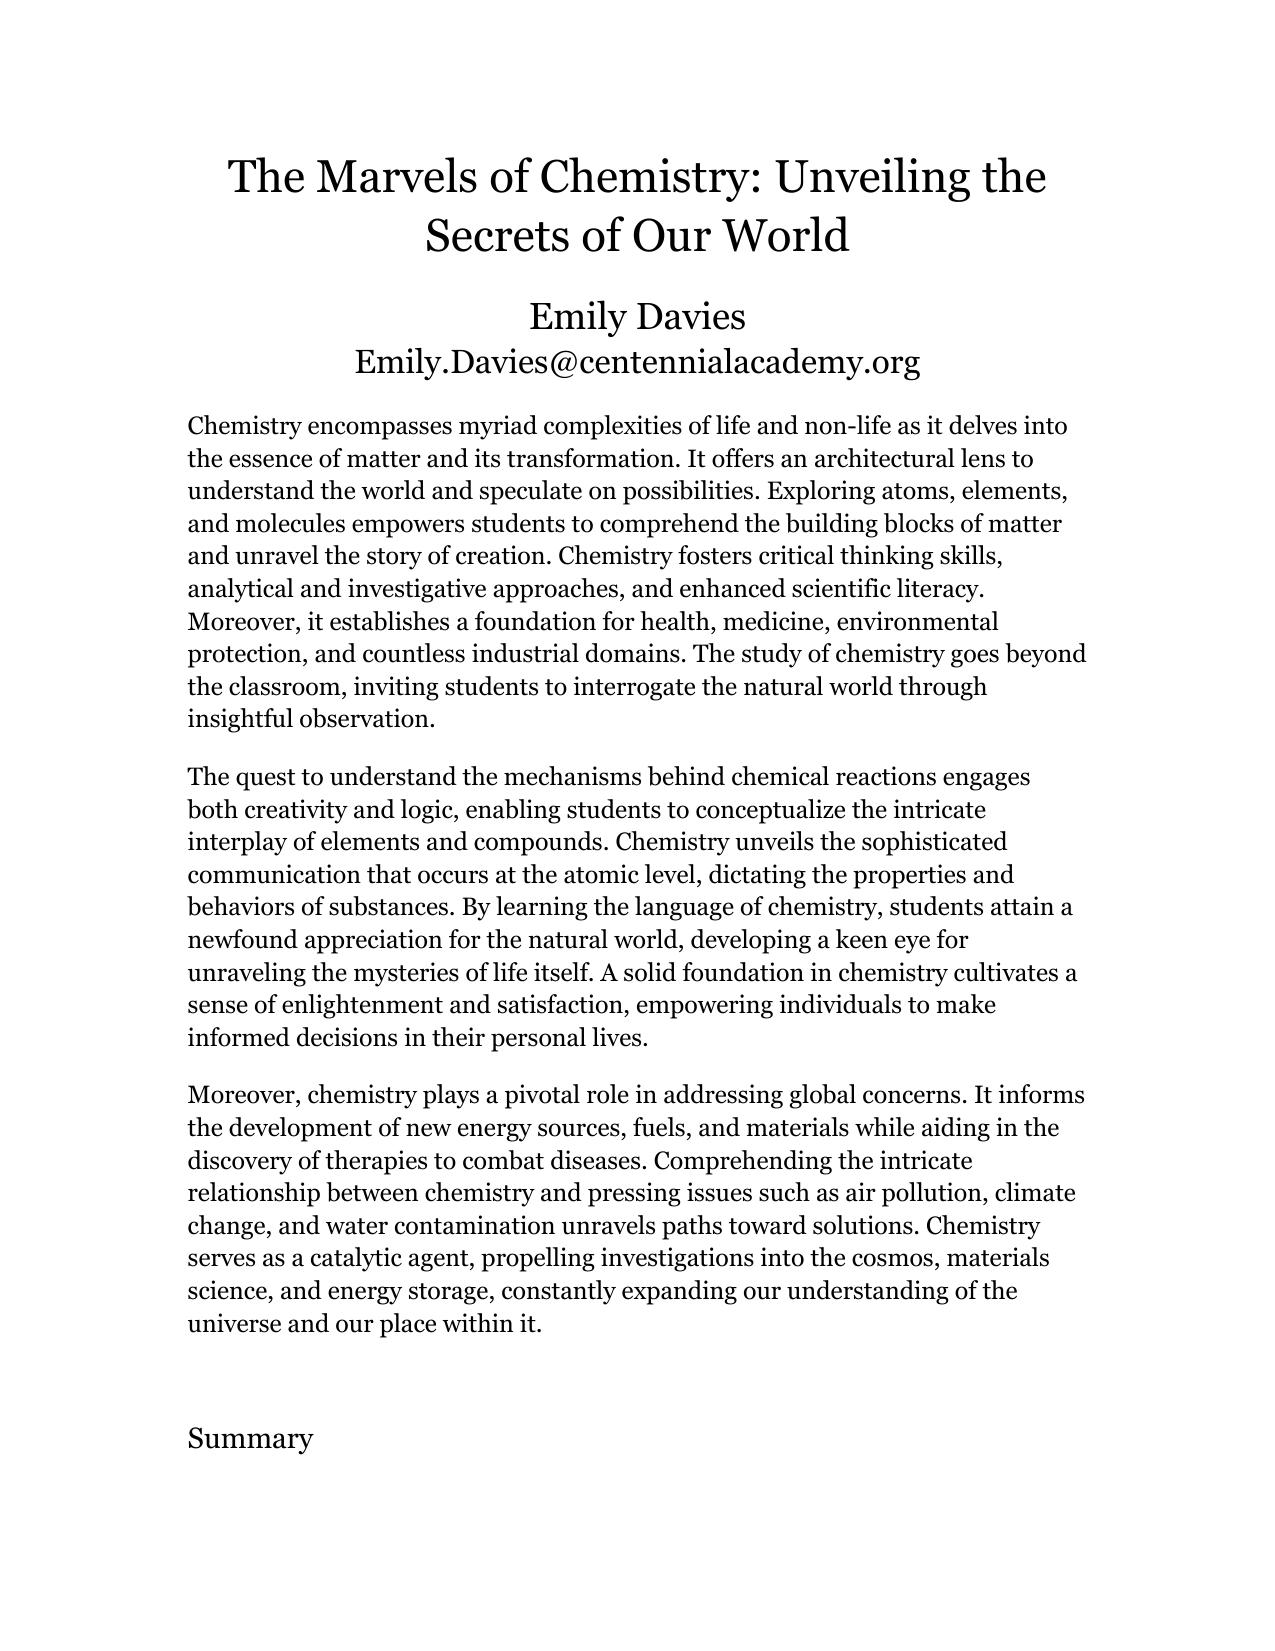 The Marvels of Chemistry: Unveiling the
Secrets of Our World
Emily Davies
Emily.Davies@centennialacademy.org
Chemistry encompasses myriad complexities of life and non-life as it delves into
the essence of matter and its transformation. It offers an architectural lens to
understand the world and speculate on possibilities. Exploring atoms, elements,
and molecules empowers students to comprehend the building blocks of matter
and unravel the story of creation. Chemistry fosters critical thinking skills,
analytical and investigative approaches, and enhanced scientific literacy.
Moreover, it establishes a foundation for health, medicine, environmental
protection, and countless industrial domains. The study of chemistry goes beyond
the classroom, inviting students to interrogate the natural world through
insightful observation.
The quest to understand the mechanisms behind chemical reactions engages
both creativity and logic, enabling students to conceptualize the intricate
interplay of elements and compounds. Chemistry unveils the sophisticated
communication that occurs at the atomic level, dictating the properties and
behaviors of substances. By learning the language of chemistry, students attain a
newfound appreciation for the natural world, developing a keen eye for
unraveling the mysteries of life itself. A solid foundation in chemistry cultivates a
sense of enlightenment and satisfaction, empowering individuals to make
informed decisions in their personal lives.
Moreover, chemistry plays a pivotal role in addressing global concerns. It informs
the development of new energy sources, fuels, and materials while aiding in the
discovery of therapies to combat diseases. Comprehending the intricate
relationship between chemistry and pressing issues such as air pollution, climate
change, and water contamination unravels paths toward solutions. Chemistry
serves as a catalytic agent, propelling investigations into the cosmos, materials
science, and energy storage, constantly expanding our understanding of the
universe and our place within it.
Summary